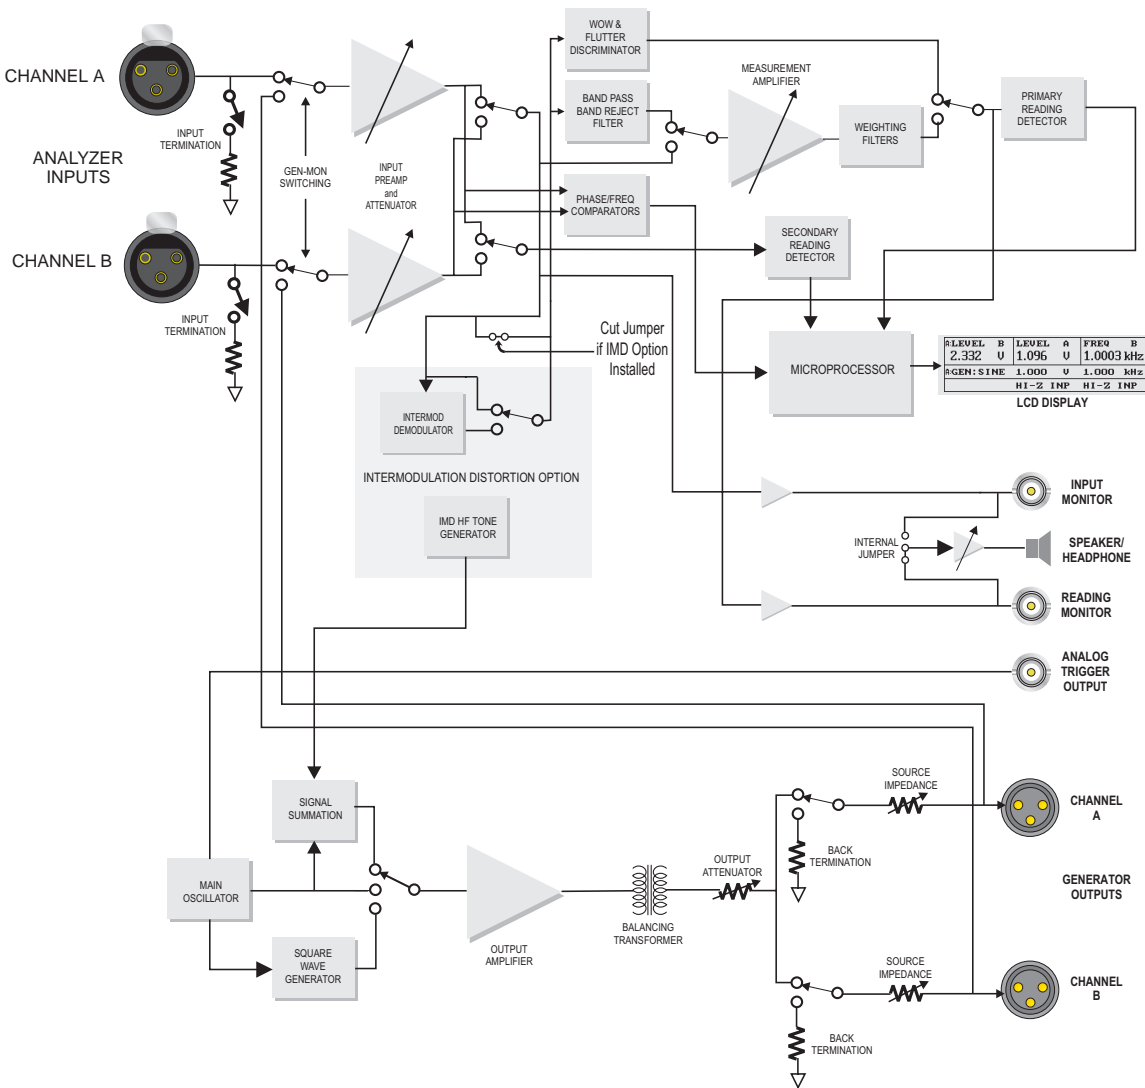 WOW &
FLUTTER
DISCRIMINATOR
CHANNEL A
MEASUREMENT
AMPLIFIER
PRIMARY
READING
DETECTOR
BAND PASS
BAND REJECT
FILTER
INPUT
TERMINATION
WEIGHTING
FILTERS
ANALYZER
INPUTS
GEN-MON
SWITCHING
INPUT
PREAMP
and
ATTENUATOR
PHASE/FREQ
COMPARATORS
SECONDARY
READING
DETECTOR
CHANNEL B
INPUT
TERMINATION
Cut Jumper
if IMD Option
Installed
MICROPROCESSOR
A:LEVEL B LEVEL A FREQ B
2.332 V 1.096 V 1.0003 kHz
A:GEN:SINE 1.000 V 1.000 kHz
HI-Z INP HI-Z INP
LCD DISPLAY
INTERMOD
DEMODULATOR
INTERMODULATION DISTORTION OPTION
INPUT
MONITOR
IMD HF TONE
GENERATOR
INTERNAL
JUMPER
SPEAKER/
HEADPHONE
READING
MONITOR
ANALOG
TRIGGER
OUTPUT
SIGNAL
SUMMATION
SOURCE
IMPEDANCE
CHANNEL
A
BACK
TERMINATION
OUTPUT
ATTENUATOR
MAIN
OSCILLATOR
GENERATOR
OUTPUTS
BALANCING
TRANSFORMER
OUTPUT
AMPLIFIER
SQUARE
WAVE
GENERATOR
SOURCE
IMPEDANCE
CHANNEL
B
BACK
TERMINATION